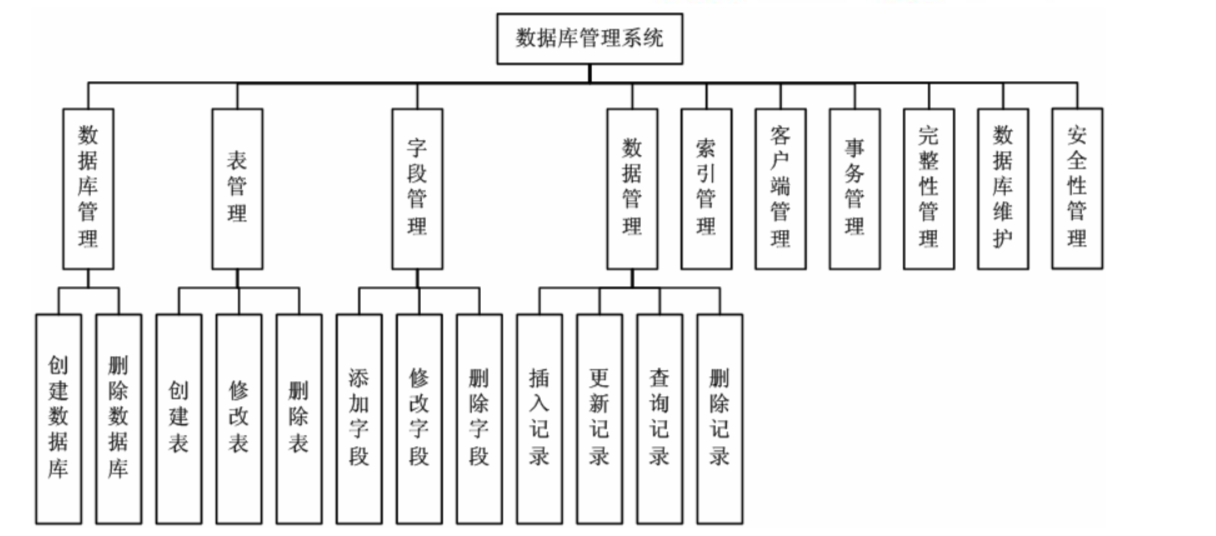 数据库管理系统
数据库管理
表管理
字段管理
数据管理
索引管理
客户端管理
事务管理
完整性管理
数据库维护
安全性管理
创建数据库
删除数据库
创建表
修改表
删除表
添加字段
修改字段
删除字段
插入记录
更新记录
查询记录
删除记录